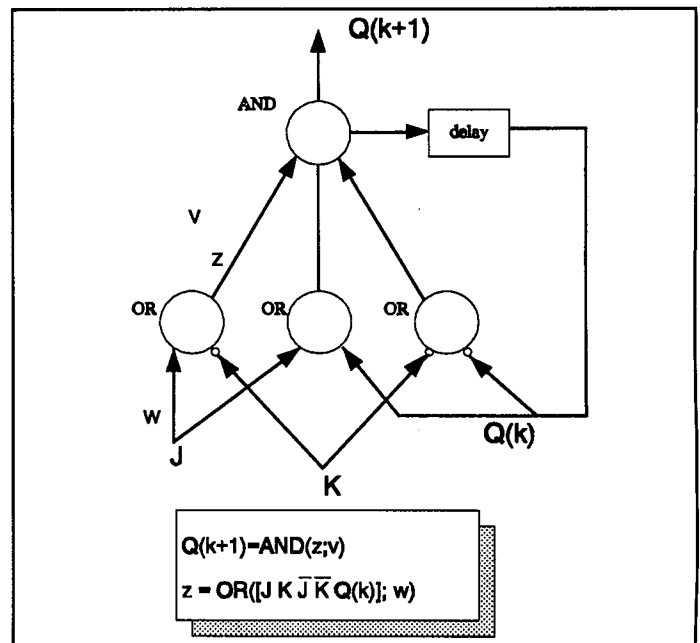 Q(k+1)
AND
delay
v
z
OR
OR
OR
w
J
Q(k)
K
Q(k+1)=AND(z;v)
z = OR([J K J̅ K̅ Q(k)]; w)